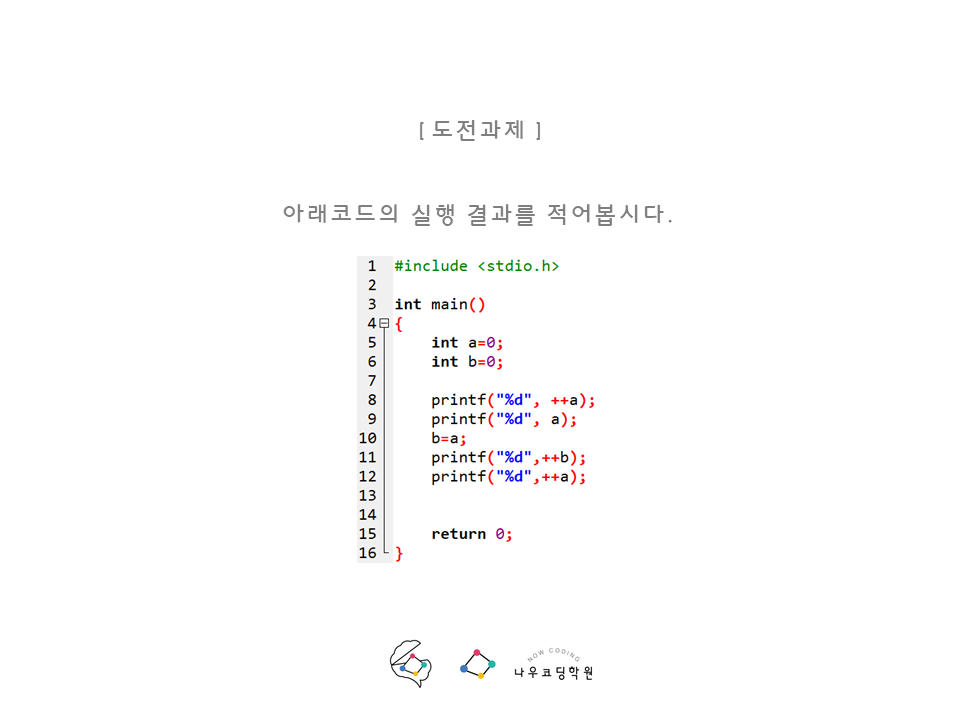 [ 도전과제 ]
아래코드의 실행 결과를 적어봅시다.
1 #include <stdio.h>
2
3 int main()
4 {
5 int a=0;
6 int b=0;
7
8 printf("%d", ++a);
9 printf("%d", a);
10 b=a;
11 printf("%d",++b);
12 printf("%d",++a);
13
14
15 return 0;
16 }
NOW CODING
나우코딩학원